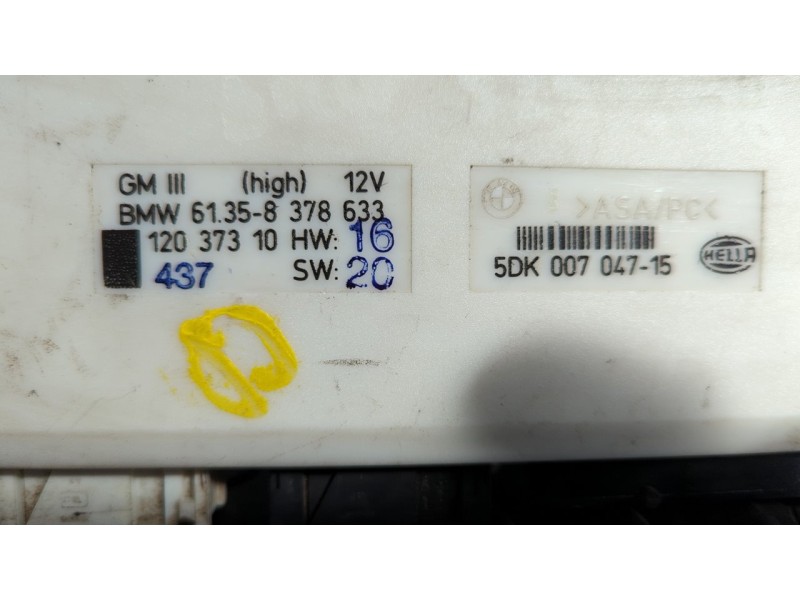 GM III (high) 12V
BMW 61.35-8 378 633
120 373 10 HW: 16
437 SW: 20
>ASA/PC<
5DK 007 047-15
HELLA